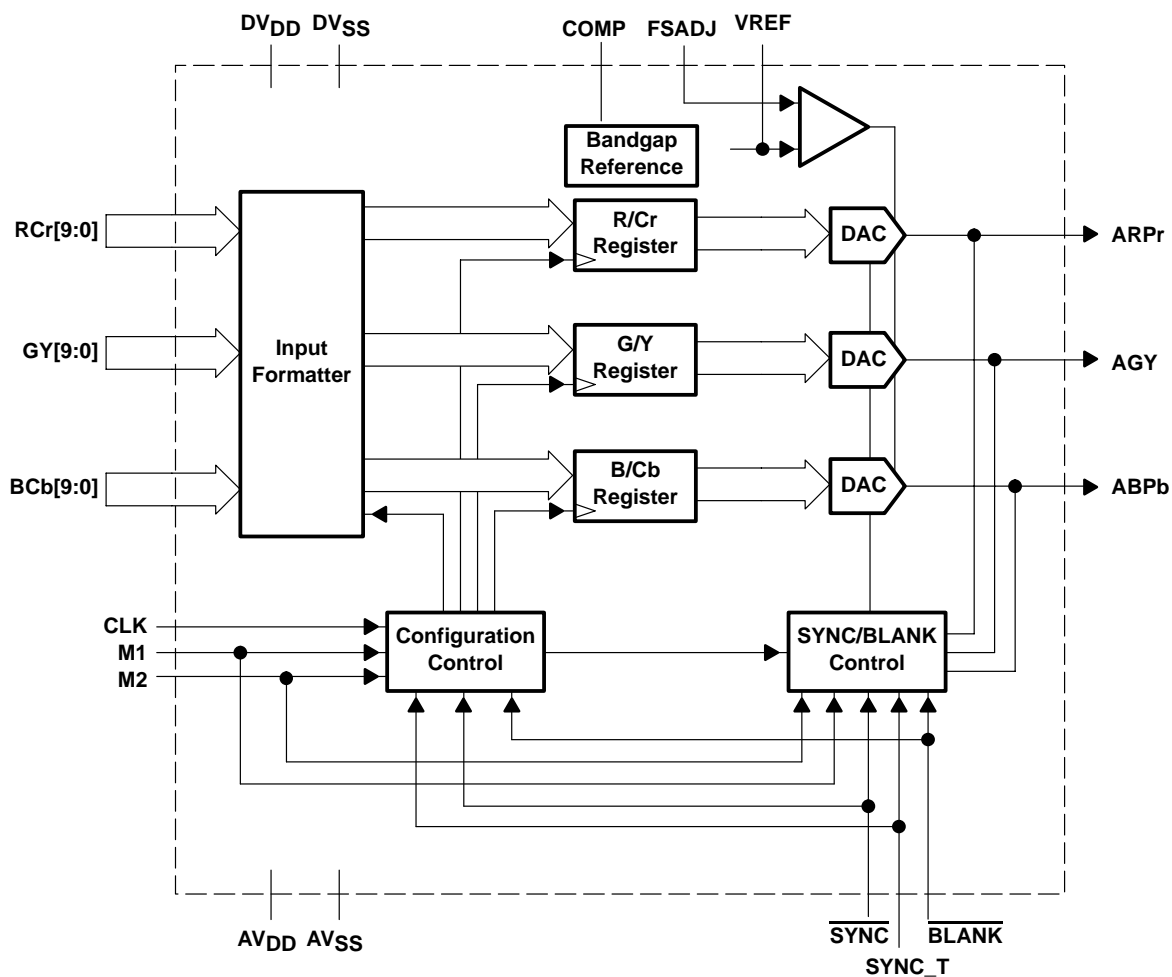 DVDD DVSS
COMP FSADJ VREF
Bandgap
Reference
RCr[9:0]
R/Cr
Register
DAC
ARPr
GY[9:0]
Input
Formatter
G/Y
Register
DAC
AGY
BCb[9:0]
B/Cb
Register
DAC
ABPb
CLK
M1
M2
Configuration
Control
SYNC/BLANK
Control
AVDD AVSS
SYNC
BLANK
SYNC_T